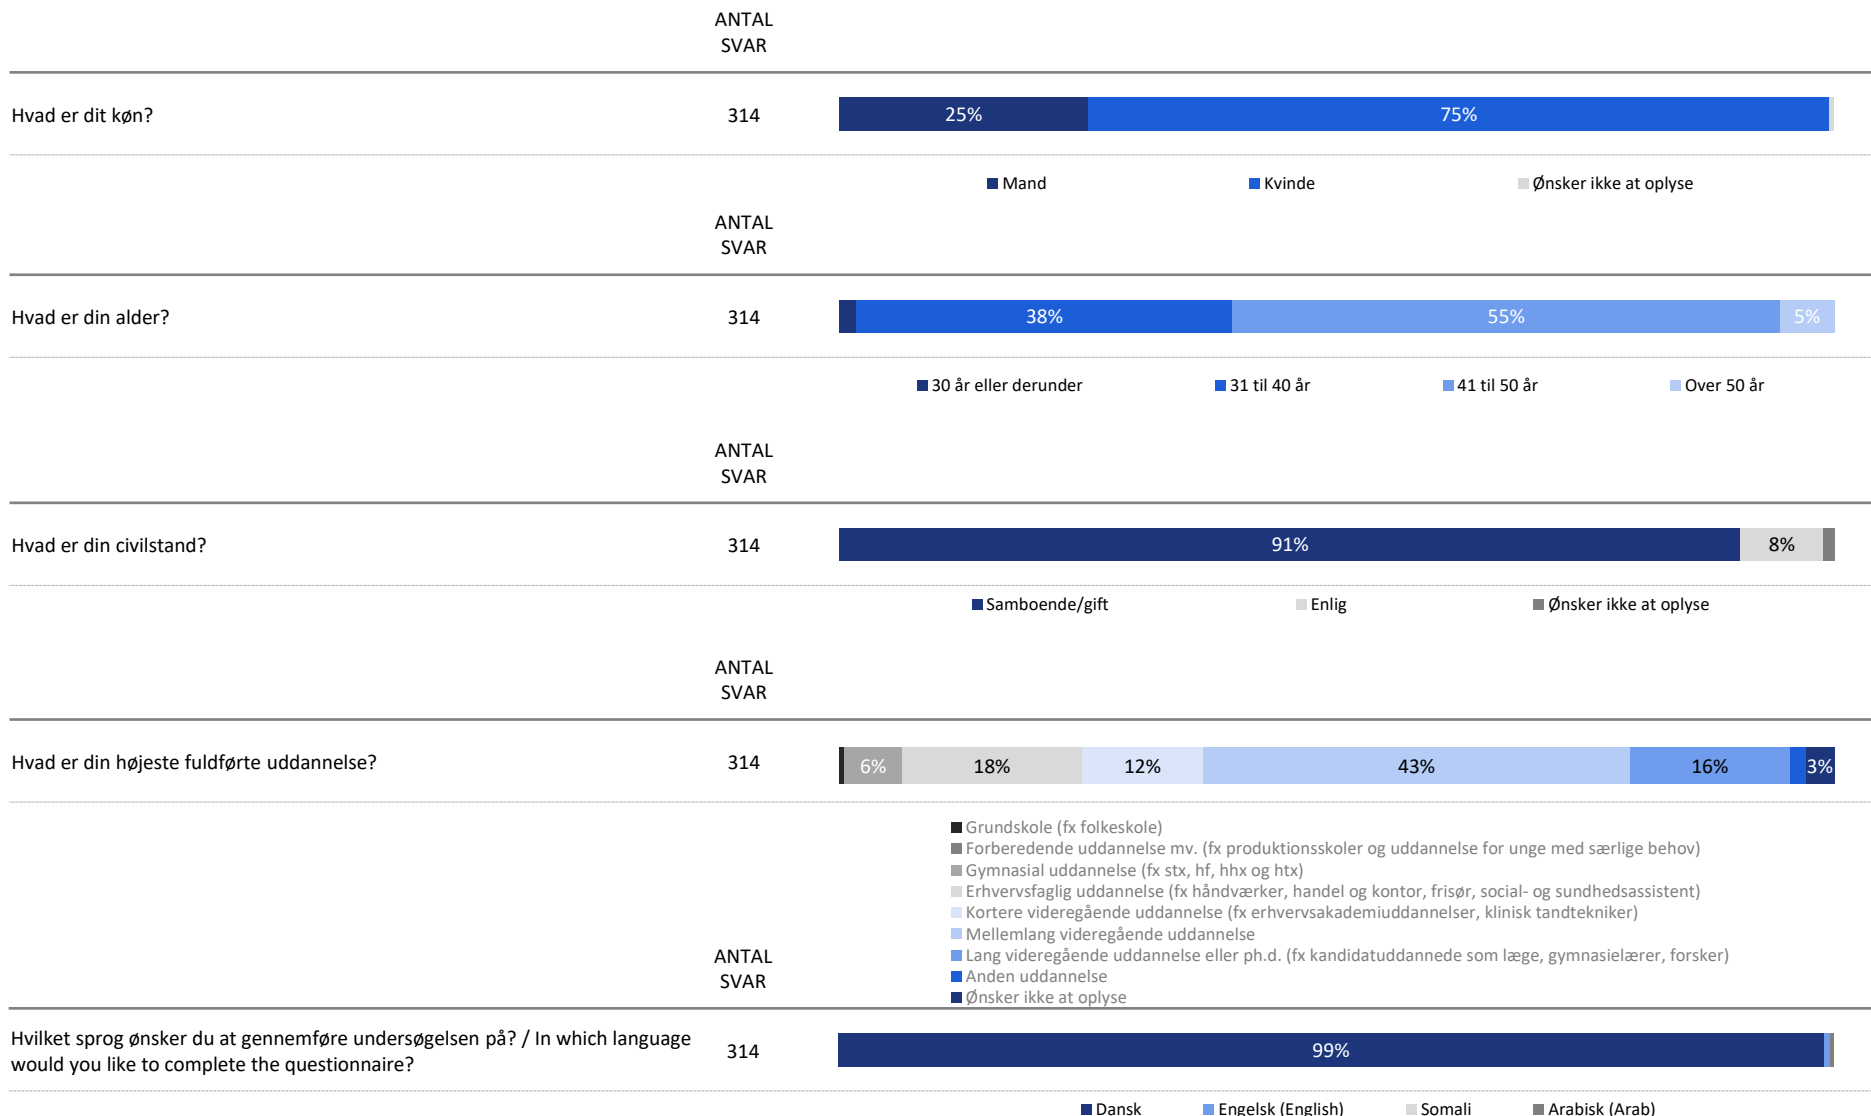 ANTAL
SVAR
Hvad er dit køn? 314 25% 75%
Mand Kvinde Ønsker ikke at oplyse
ANTAL
SVAR
Hvad er din alder? 314 38% 55% 5%
30 år eller derunder 31 til 40 år 41 til 50 år Over 50 år
ANTAL
SVAR
Hvad er din civilstand? 314 91% 8%
Samboende/gift Enlig Ønsker ikke at oplyse
ANTAL
SVAR
Hvad er din højeste fuldførte uddannelse? 314 6% 18% 12% 43% 16% 3%
Grundskole (fx folkeskole)
Forberedende uddannelse mv. (fx produktionsskoler og uddannelse for unge med særlige behov)
Gymnasial uddannelse (fx stx, hf, hhx og htx)
Erhvervsfaglig uddannelse (fx håndværker, handel og kontor, frisør, social- og sundhedsassistent)
Kortere videregående uddannelse (fx erhvervsakademiuddannelser, klinisk tandtekniker)
Mellemlang videregående uddannelse
Lang videregående uddannelse eller ph.d. (fx kandidatuddannede som læge, gymnasielærer, forsker)
Anden uddannelse
Ønsker ikke at oplyse
ANTAL
SVAR
Hvilket sprog ønsker du at gennemføre undersøgelsen på? / In which language
would you like to complete the questionnaire? 314 99%
Dansk Engelsk (English) Somali Arabisk (Arab)